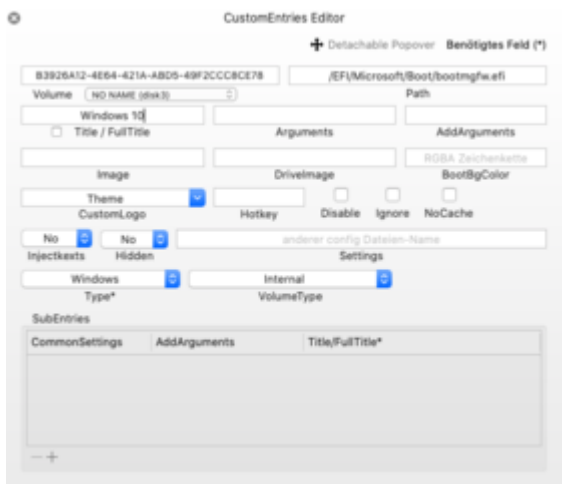 CustomEntries Editor
Detachable Popover Benötigtes Feld (*)
B3926A12-4E64-421A-ABD5-49F2CCC8CE78 /EFI/Microsoft/Boot/bootmgfw.efi
Volume NO NAME (disk3) Path
Windows 10
Title / FullTitle Arguments AddArguments
RGBA Zeichenkette
Image DriveImage BootBgColor
Theme
CustomLogo Hotkey Disable Ignore NoCache
No No anderer config Dateien-Name
Injectkexts Hidden Settings
Windows Internal
Type* VolumeType
SubEntries
CommonSettings AddArguments Title/FullTitle*